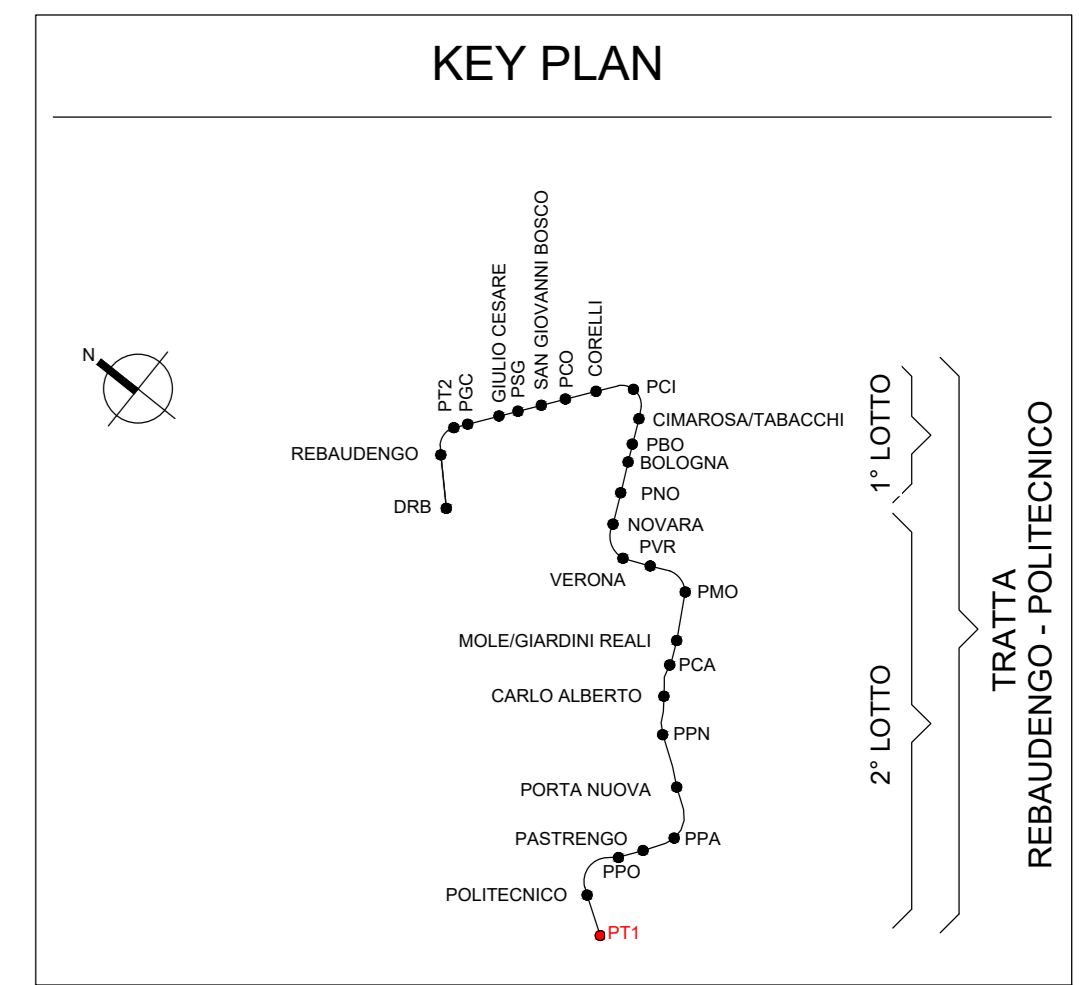 KEY PLAN
N
DRB
REBAUDENGO
PT2
PGC
GIULIO CESARE
PSG
SAN GIOVANNI BOSCO
PCO
CORELLI
PCI
CIMAROSA/TABACCHI
PBO
BOLOGNA
PNO
NOVARA
PVR
VERONA
PMO
MOLE/GIARDINI REALI
PCA
CARLO ALBERTO
PPN
PORTA NUOVA
PPA
PASTRENGO
PPO
POLITECNICO
PT1
1° LOTTO
2° LOTTO
TRATTA
REBAUDENGO - POLITECNICO